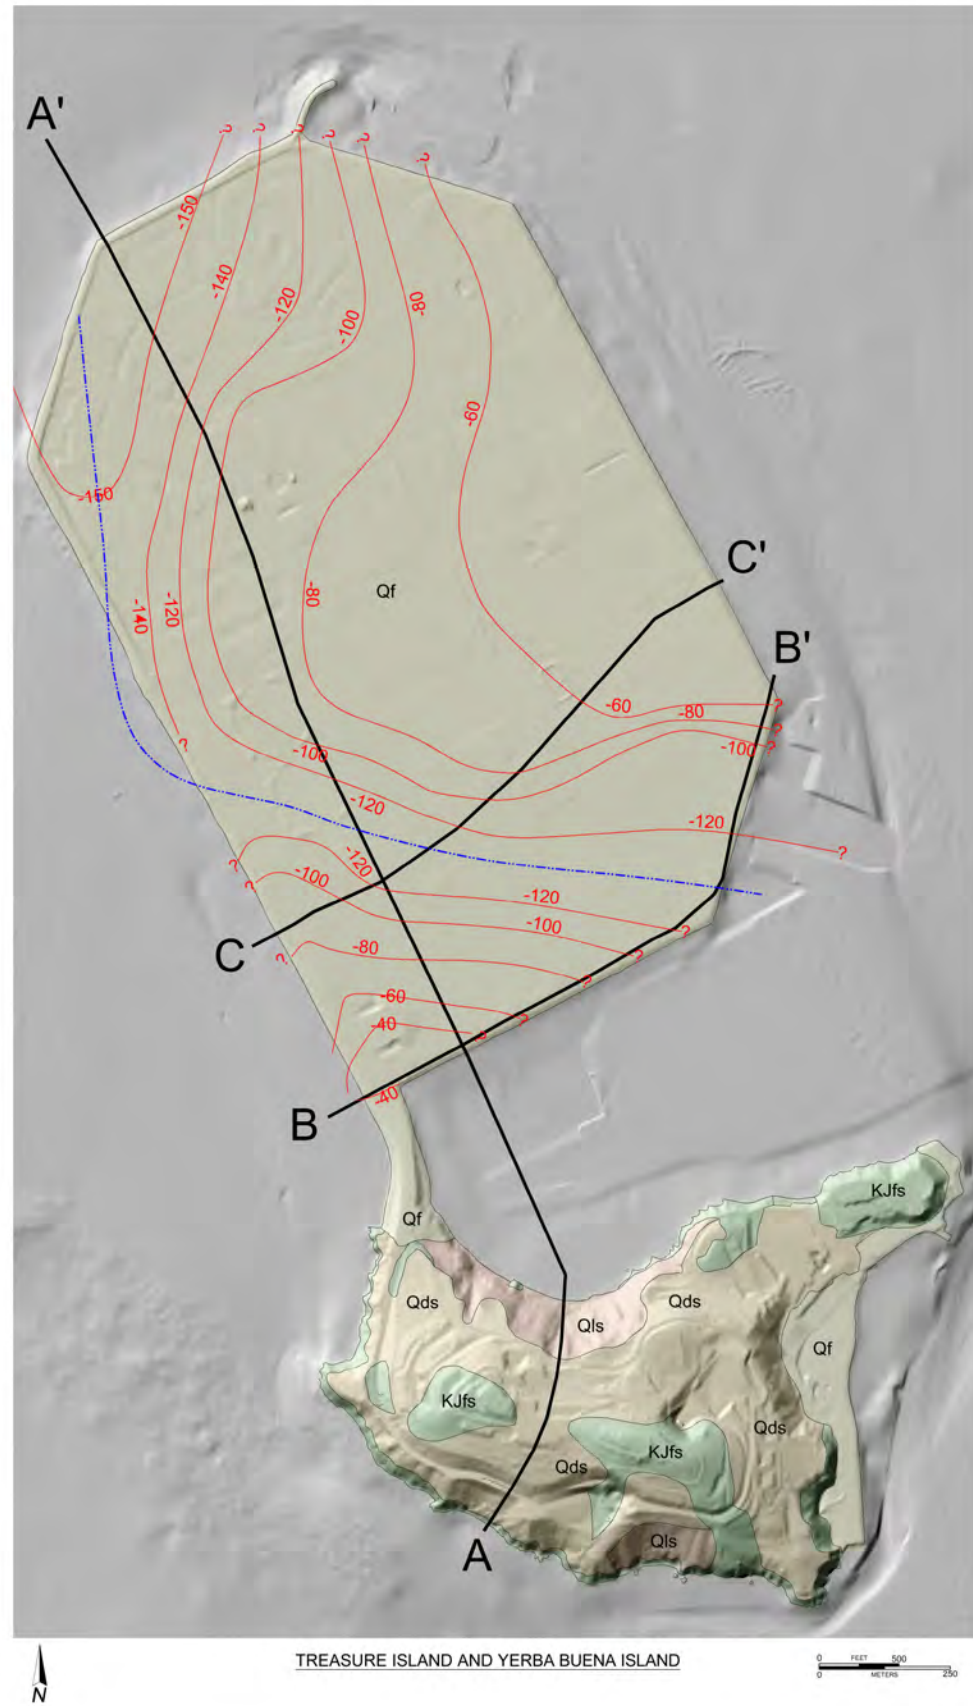 A'
? ? ? ? ? ?
-150
-140
-120
-100
-80
-60
-150
C'
-80
Qf
-140
-120
B'
-60
-80
?
?
?
?
-100
-100
-120
-120
?
?
-120
-100
?
-120
-100
?
C
-80
?
?
?
-60
?
-40
?
-40
B
KJfs
Qf
Qds
Qds
Qls
Qf
KJfs
Qds
KJfs
Qds
Qls
A
N
TREASURE ISLAND AND YERBA BUENA ISLAND
0 FEET 500
0 METERS 250